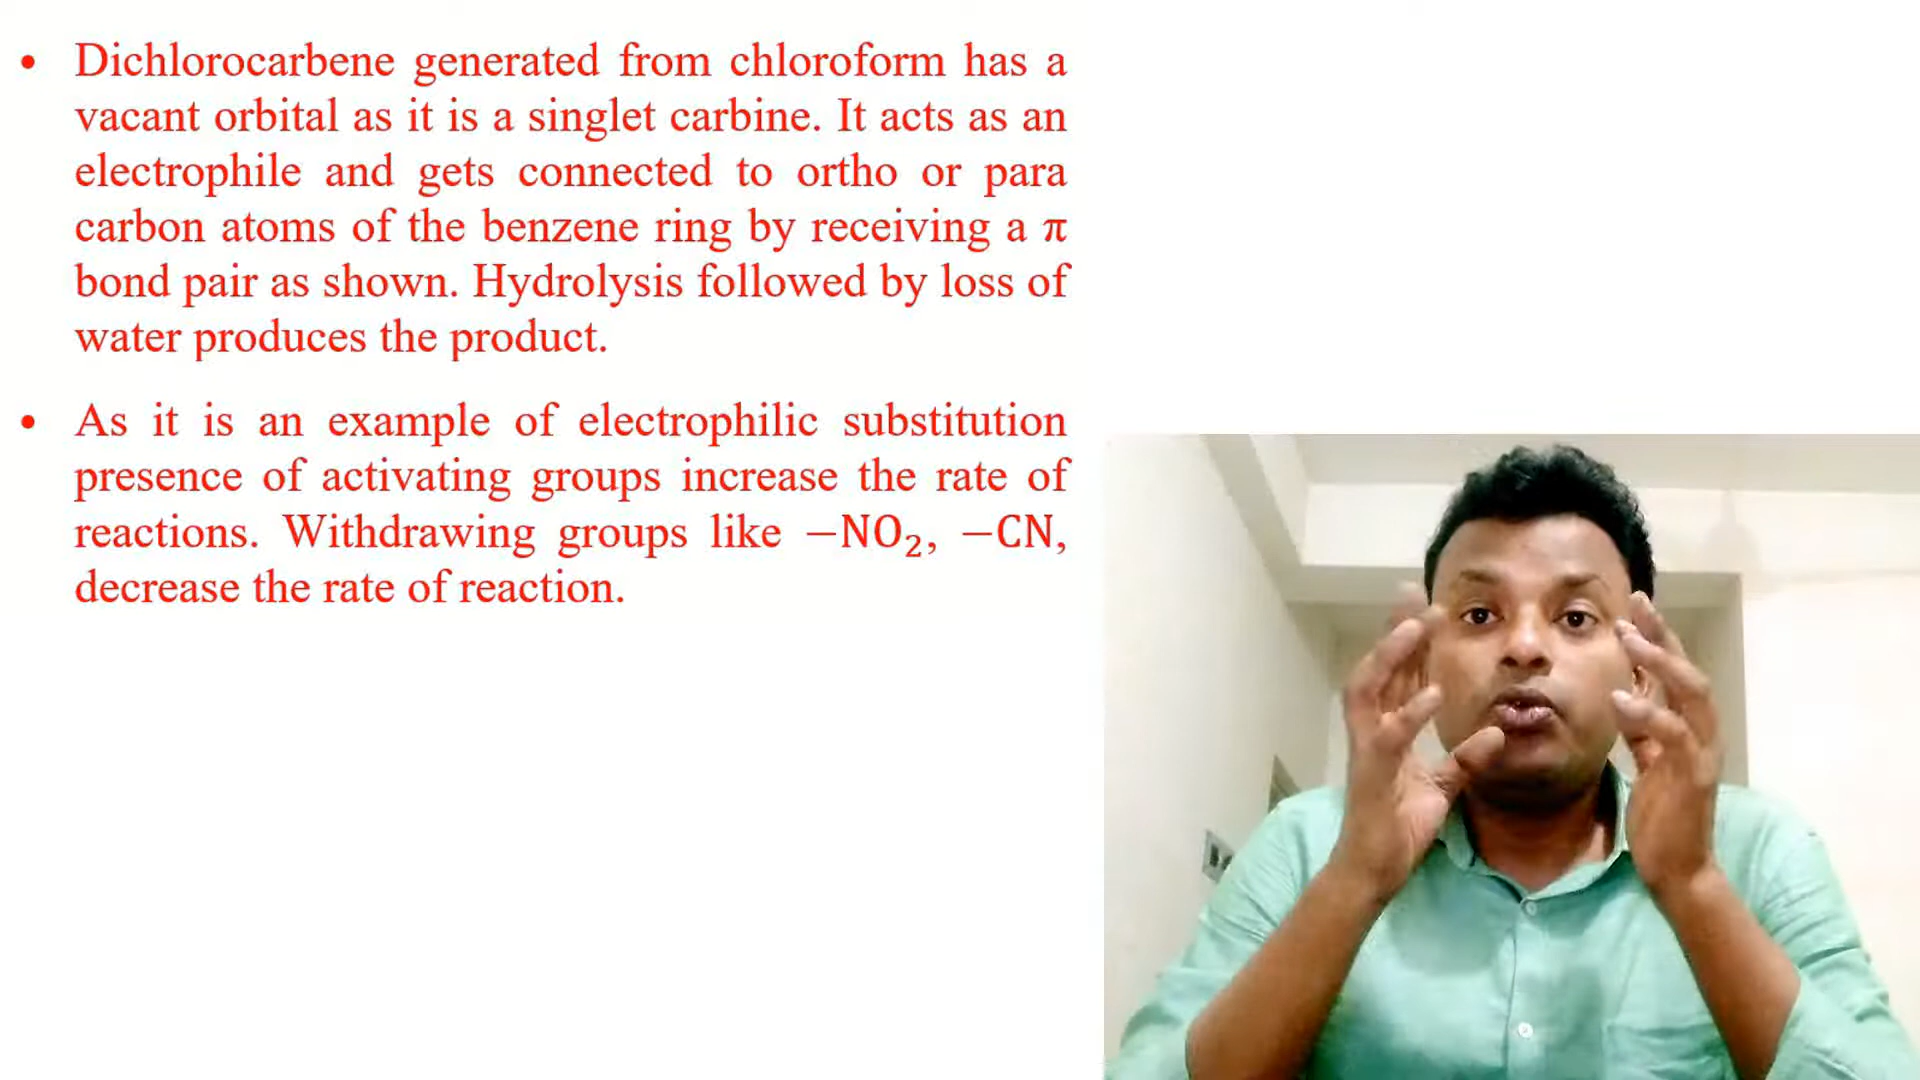 • Dichlorocarbene generated from chloroform has a
vacant orbital as it is a singlet carbine. It acts as an
electrophile and gets connected to ortho or para
carbon atoms of the benzene ring by receiving a π
bond pair as shown. Hydrolysis followed by loss of
water produces the product.
• As it is an example of electrophilic substitution
presence of activating groups increase the rate of
reactions. Withdrawing groups like −NO₂, −CN,
decrease the rate of reaction.